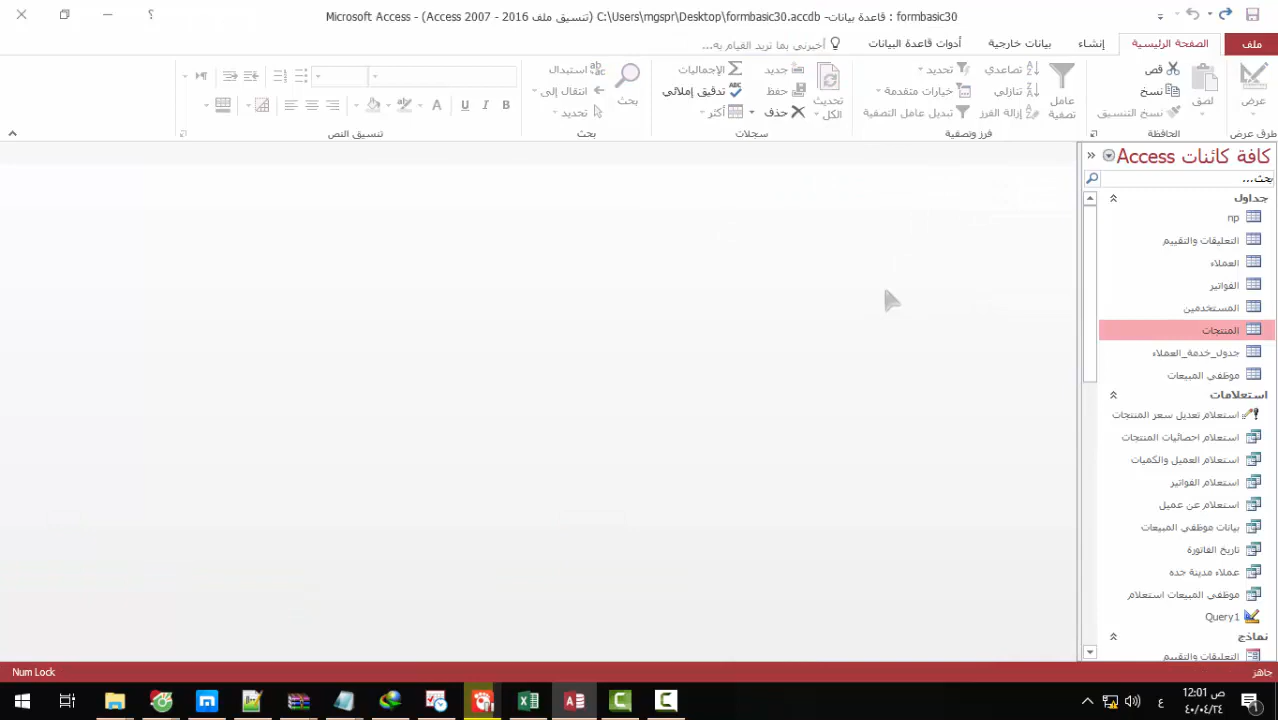 formbasic30 : قاعدة بيانات- C:\Users\mgspr\Desktop\formbasic30.accdb (تنسيق ملف Access 2007 - 2016) - Microsoft Access
ملف
الصفحة الرئيسية
إنشاء
بيانات خارجية
أدوات قاعدة البيانات
أخبرني بما تريد القيام به...
عرض
طرق عرض
لصق
قص
نسخ
نسخ التنسيق
الحافظة
عامل تصفية
تصاعدي
تنازلي
إزالة الفرز
تحديد
خيارات متقدمة
تبديل عامل التصفية
فرز وتصفية
تحديث الكل
جديد
حفظ
حذف
الإجماليات
تدقيق إملائي
أكثر
سجلات
بحث
استبدال
انتقال إلى
تحديد
بحث
B I U A
تنسيق النص
كافة كائنات Access
بحث...
جداول
np
التعليقات والتقييم
العملاء
الفواتير
المستخدمين
المنتجات
جدول_خدمة_العملاء
موظفي المبيعات
استعلامات
استعلام تعديل سعر المنتجات
استعلام احصائيات المنتجات
استعلام العميل والكميات
استعلام الفواتير
استعلام عن عميل
بيانات موظفي المبيعات
تاريخ الفاتورة
عملاء مدينة جده
موظفي المبيعات استعلام
Query1
نماذج
التعليقات والتقييم
جاهز
Num Lock
ع
12:01 ص
٤٠/٠٤/٢٤